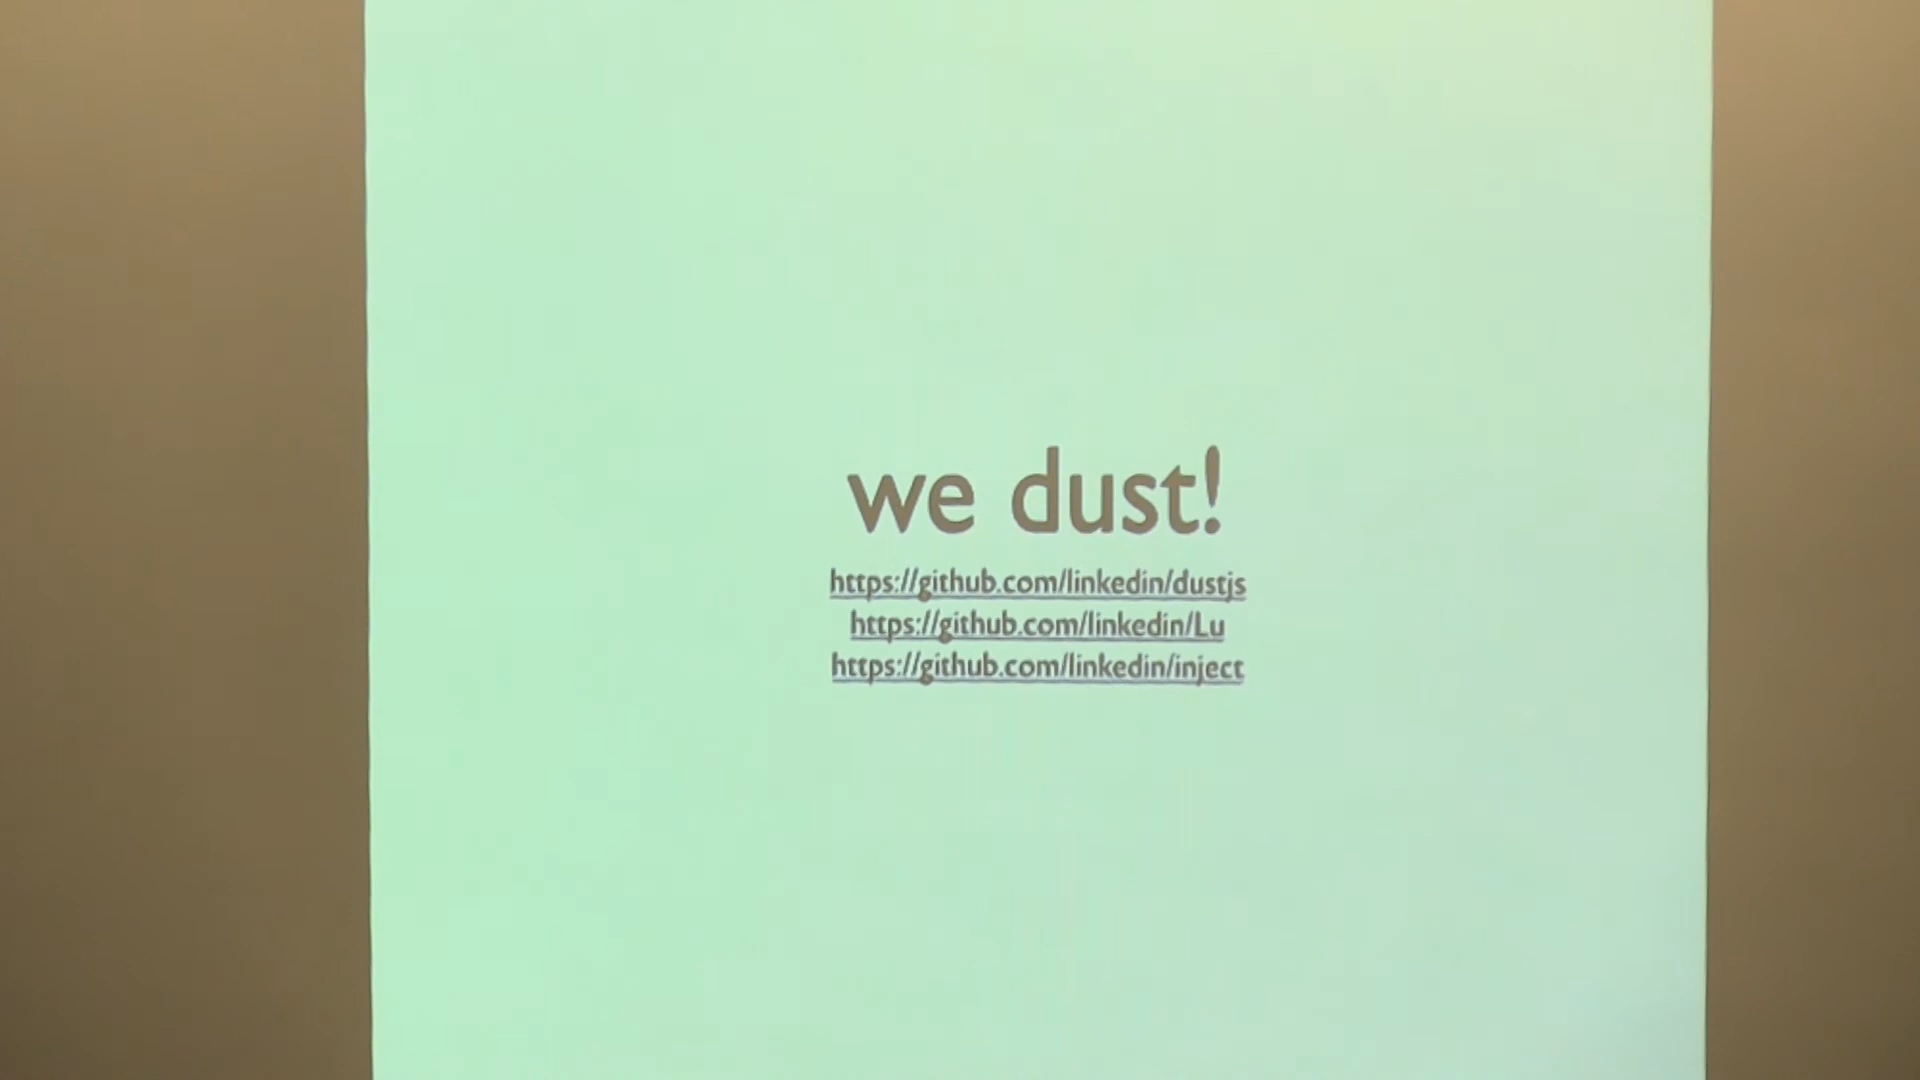 we dust!
https://github.com/linkedin/dustjs
https://github.com/linkedin/Lu
https://github.com/linkedin/inject